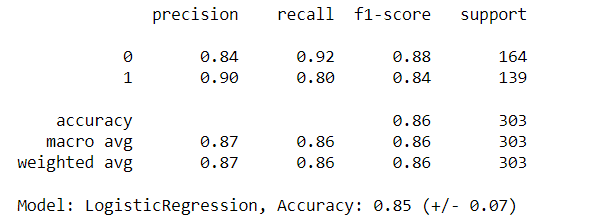 precision recall f1-score support
0 0.84 0.92 0.88 164
1 0.90 0.80 0.84 139
accuracy 0.86 303
macro avg 0.87 0.86 0.86 303
weighted avg 0.87 0.86 0.86 303
Model: LogisticRegression, Accuracy: 0.85 (+/- 0.07)